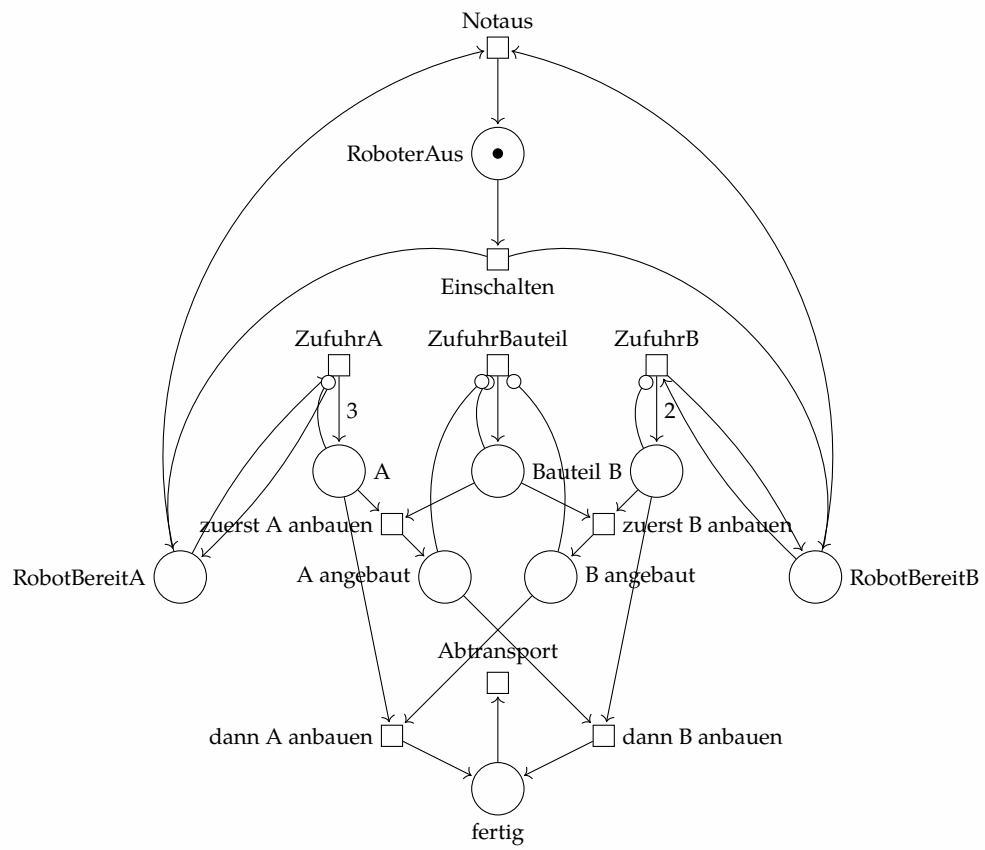 Notaus
RoboterAus
Einschalten
ZufuhrA
ZufuhrBauteil
ZufuhrB
3
2
A
Bauteil
B
zuerst A anbauen
zuerst B anbauen
RobotBereitA
A angebaut
B angebaut
RobotBereitB
Abtransport
dann A anbauen
dann B anbauen
fertig